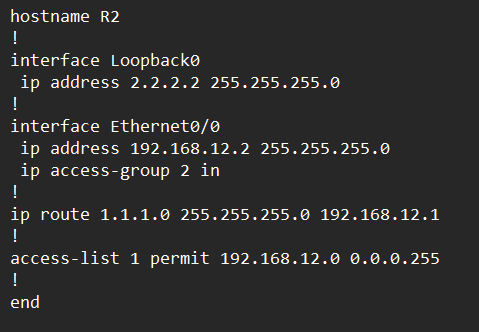 hostname R2
!
interface Loopback0
 ip address 2.2.2.2 255.255.255.0
!
interface Ethernet0/0
 ip address 192.168.12.2 255.255.255.0
 ip access-group 2 in
!
ip route 1.1.1.0 255.255.255.0 192.168.12.1
!
access-list 1 permit 192.168.12.0 0.0.0.255
!
end